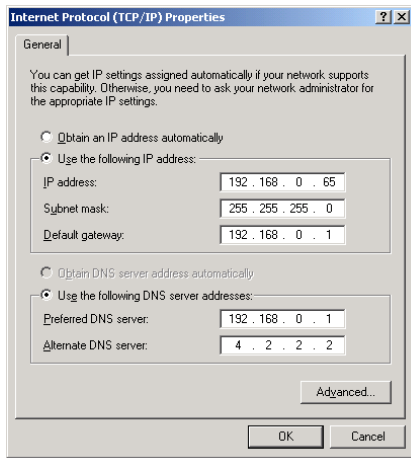 Internet Protocol (TCP/IP) Properties
General
You can get IP settings assigned automatically if your network supports
this capability. Otherwise, you need to ask your network administrator for
the appropriate IP settings.
Obtain an IP address automatically
Use the following IP address:
IP address: 192 . 168 . 0 . 65
Subnet mask: 255 . 255 . 255 . 0
Default gateway: 192 . 168 . 0 . 1
Obtain DNS server address automatically
Use the following DNS server addresses:
Preferred DNS server: 192 . 168 . 0 . 1
Alternate DNS server: 4 . 2 . 2 . 2
Advanced...
OK Cancel